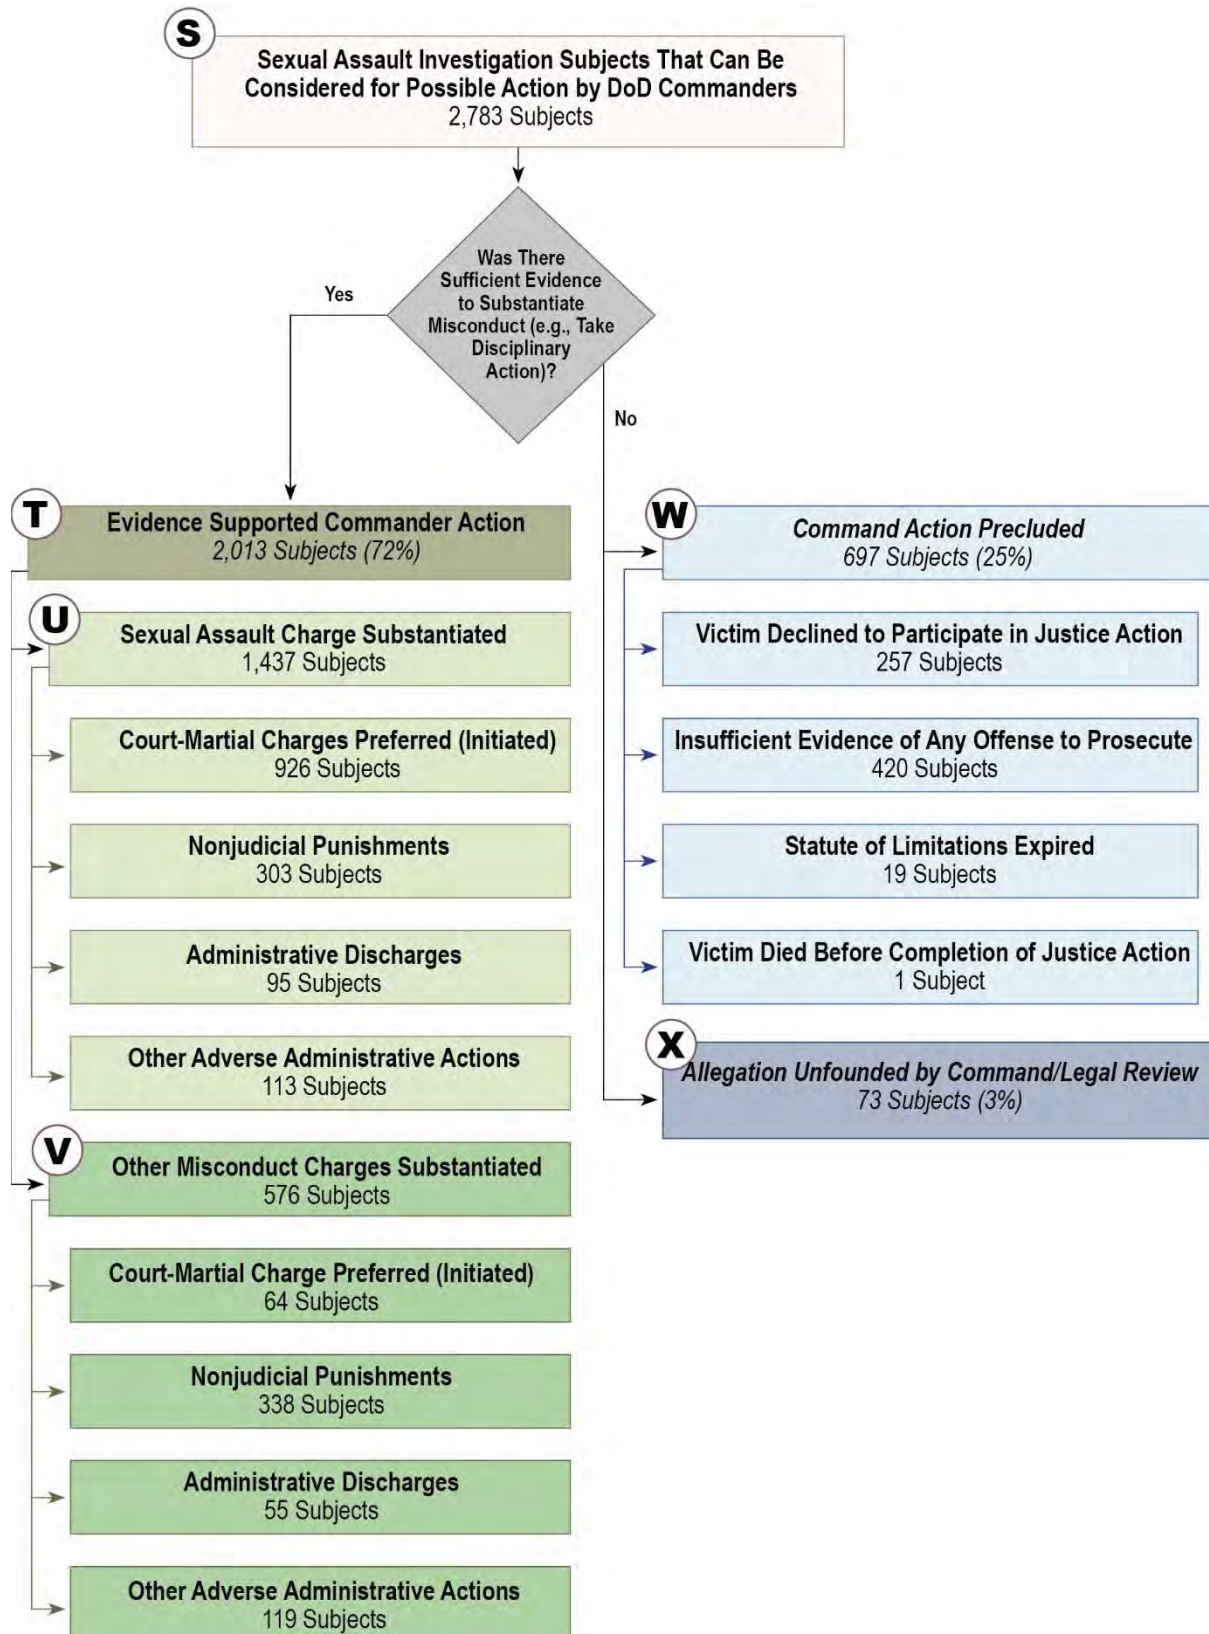 S
Sexual Assault Investigation Subjects That Can Be
Considered for Possible Action by DoD Commanders
2,783 Subjects
Was There
Sufficient Evidence
to Substantiate
Misconduct (e.g., Take
Disciplinary
Action)?
Yes
No
T
Evidence Supported Commander Action
2,013 Subjects (72%)
U
Sexual Assault Charge Substantiated
1,437 Subjects
Court-Martial Charges Preferred (Initiated)
926 Subjects
Nonjudicial Punishments
303 Subjects
Administrative Discharges
95 Subjects
Other Adverse Administrative Actions
113 Subjects
V
Other Misconduct Charges Substantiated
576 Subjects
Court-Martial Charge Preferred (Initiated)
64 Subjects
Nonjudicial Punishments
338 Subjects
Administrative Discharges
55 Subjects
Other Adverse Administrative Actions
119 Subjects
W
Command Action Precluded
697 Subjects (25%)
Victim Declined to Participate in Justice Action
257 Subjects
Insufficient Evidence of Any Offense to Prosecute
420 Subjects
Statute of Limitations Expired
19 Subjects
Victim Died Before Completion of Justice Action
1 Subject
X
Allegation Unfounded by Command/Legal Review
73 Subjects (3%)